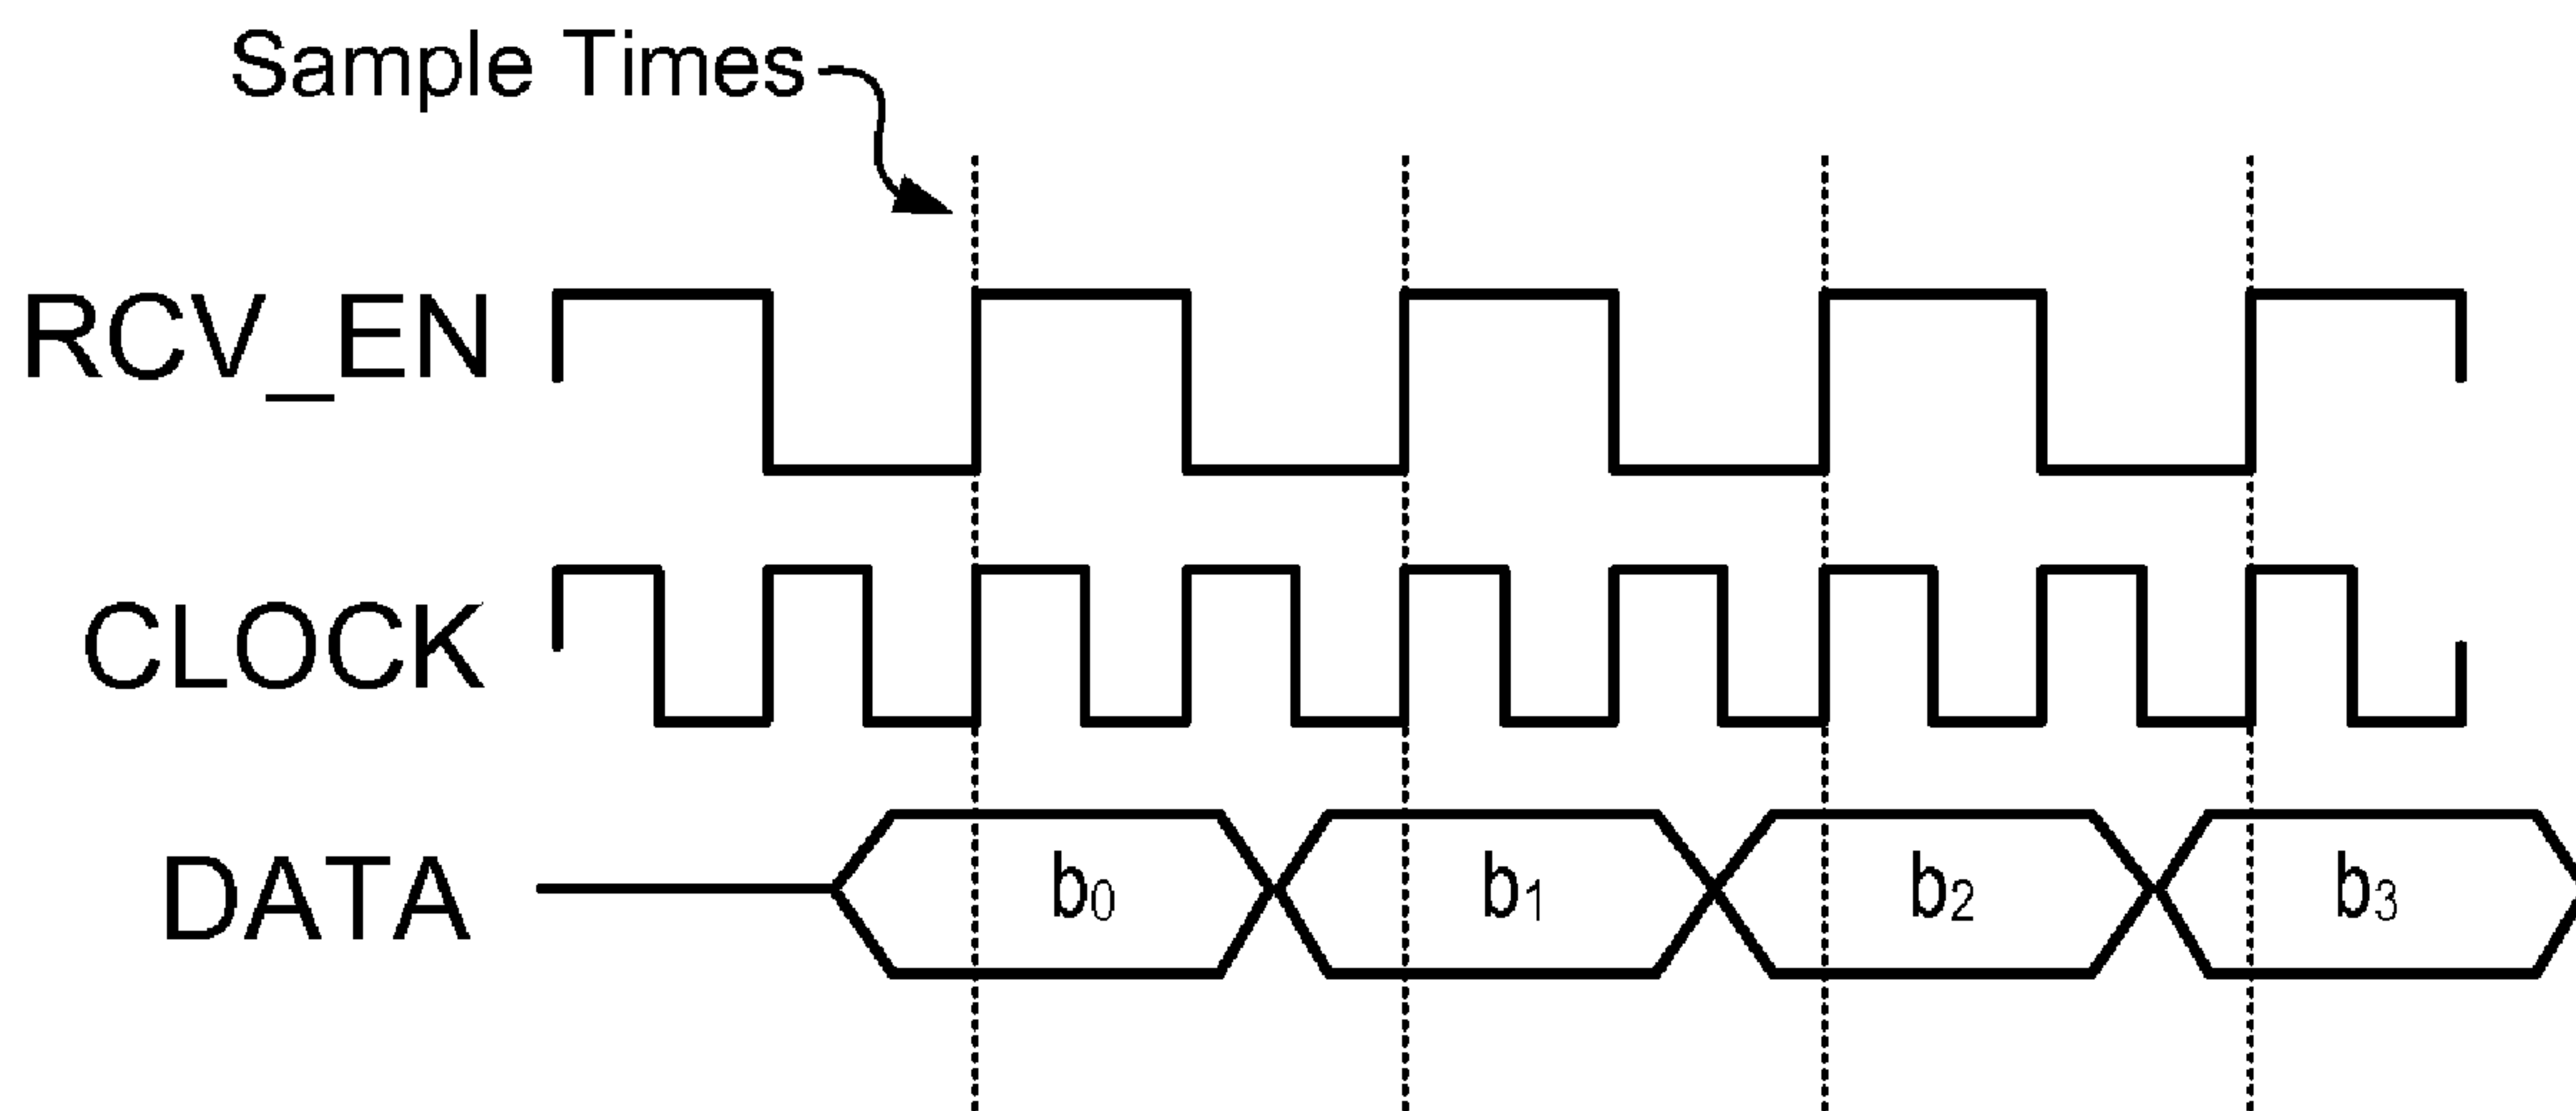 Sample Times
RCV_EN
CLOCK
DATA
b0
b1
b2
b3